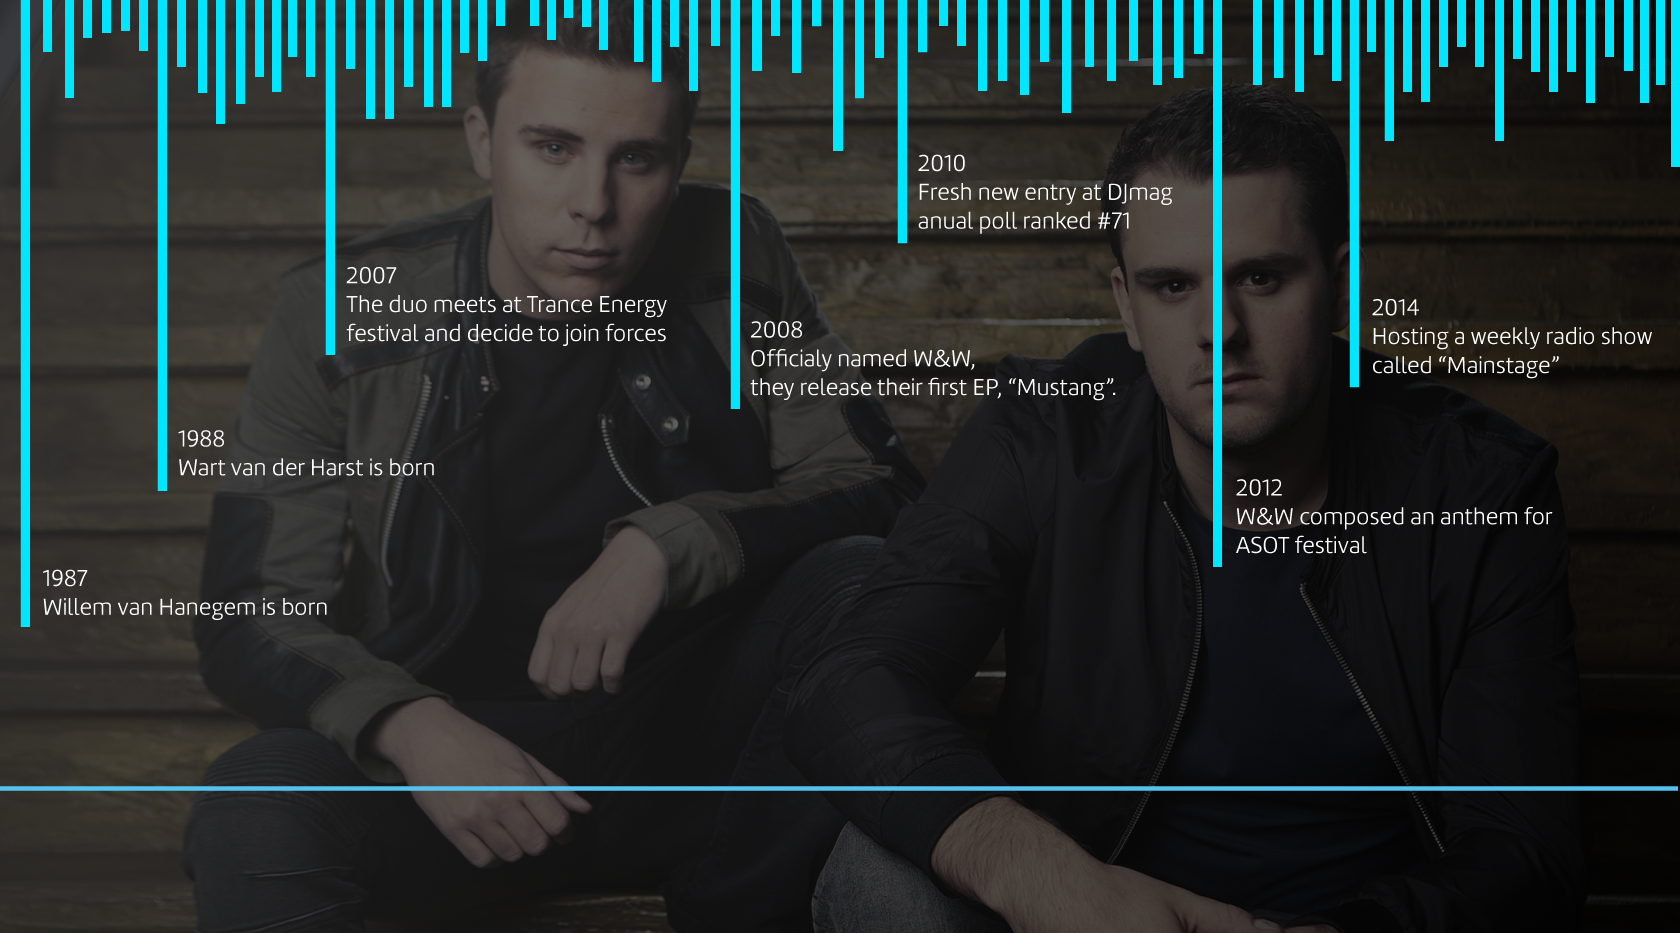 1987
Willem van Hanegem is born
1988
Wart van der Harst is born
2007
The duo meets at Trance Energy
festival and decide to join forces
2008
Officialy named W&W,
they release their first EP, “Mustang”.
2010
Fresh new entry at DJmag
anual poll ranked #71
2012
W&W composed an anthem for
ASOT festival
2014
Hosting a weekly radio show
called “Mainstage”